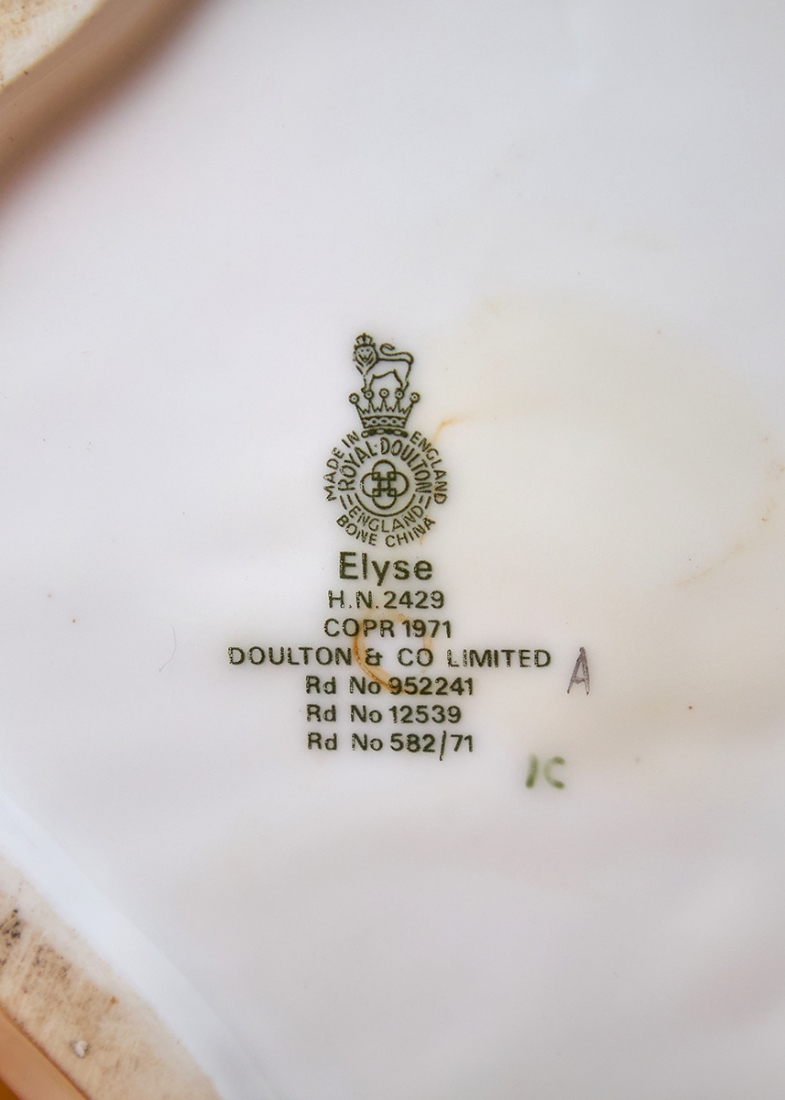 MADE IN ENGLAND
ROYAL·DOULTON
ENGLAND
BONE CHINA
Elyse
H.N.2429
COPR 1971
DOULTON & CO LIMITED
A
Rd No 952241
Rd No 12539
Rd No 582/71
IC